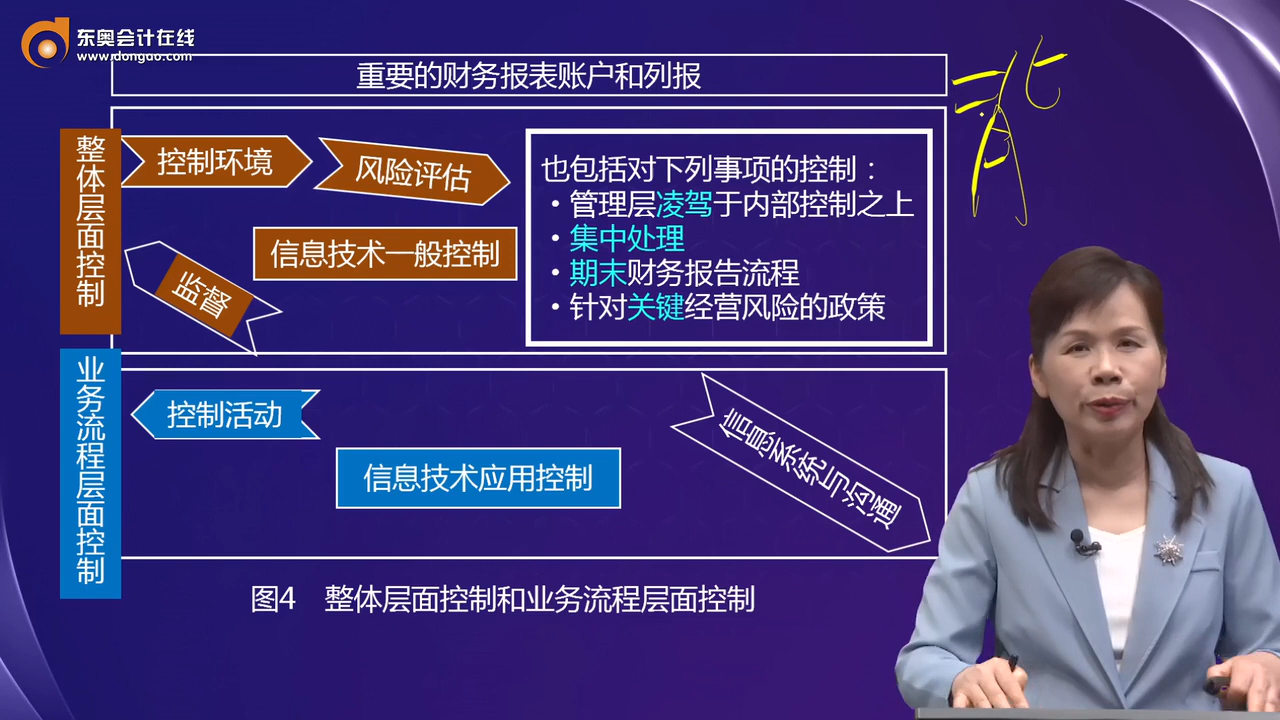 东奥会计在线
www.dongao.com
重要的财务报表账户和列报
整体层面控制
控制环境
风险评估
信息技术一般控制
监督
也包括对下列事项的控制：
•管理层凌驾于内部控制之上
•集中处理
•期末财务报告流程
•针对关键经营风险的政策
业务流程层面控制
控制活动
信息技术应用控制
信息系统与沟通
图4 整体层面控制和业务流程层面控制